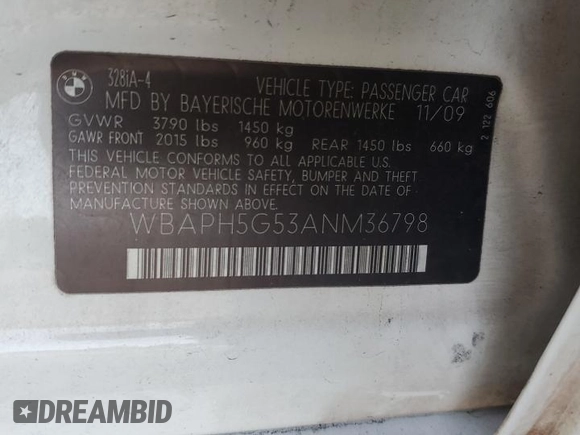 BMW
328iA-4
VEHICLE TYPE: PASSENGER CAR
MFD BY BAYERISCHE MOTORENWERKE 11/09
GVWR 3790 lbs 1450 kg
GAWR FRONT 2015 lbs 960 kg REAR 1450 lbs 660 kg
THIS VEHICLE CONFORMS TO ALL APPLICABLE U.S.
FEDERAL MOTOR VEHICLE SAFETY, BUMPER AND THEFT
PREVENTION STANDARDS IN EFFECT ON THE DATE OF
MANUFACTURE SHOWN ABOVE.
WBAPH5G53ANM36798
2 122 606
DREAMBID